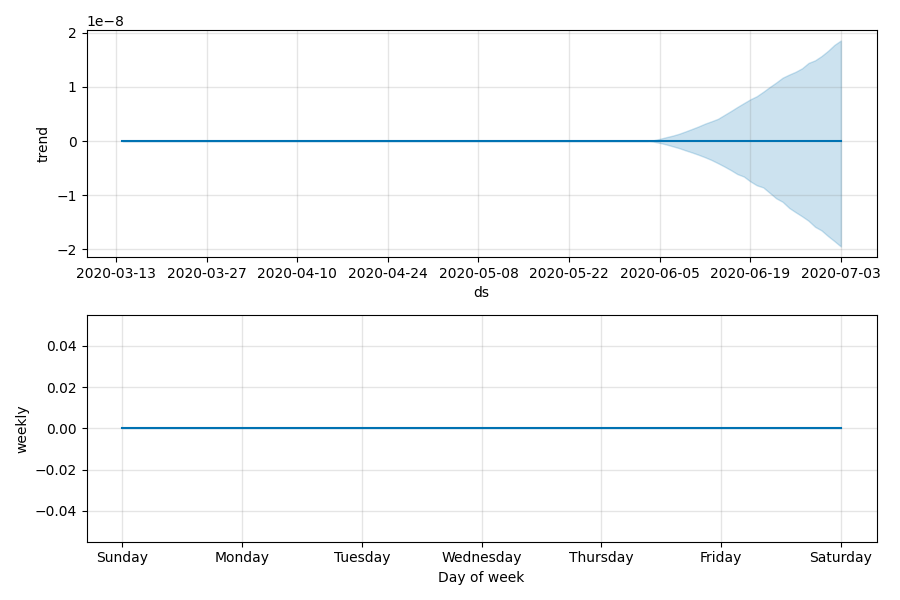 1e−8
2
1
0
−1
−2
trend
2020-03-13 2020-03-27 2020-04-10 2020-04-24 2020-05-08 2020-05-22 2020-06-05 2020-06-19 2020-07-03
ds
0.04
0.02
0.00
−0.02
−0.04
weekly
Sunday Monday Tuesday Wednesday Thursday Friday Saturday
Day of week